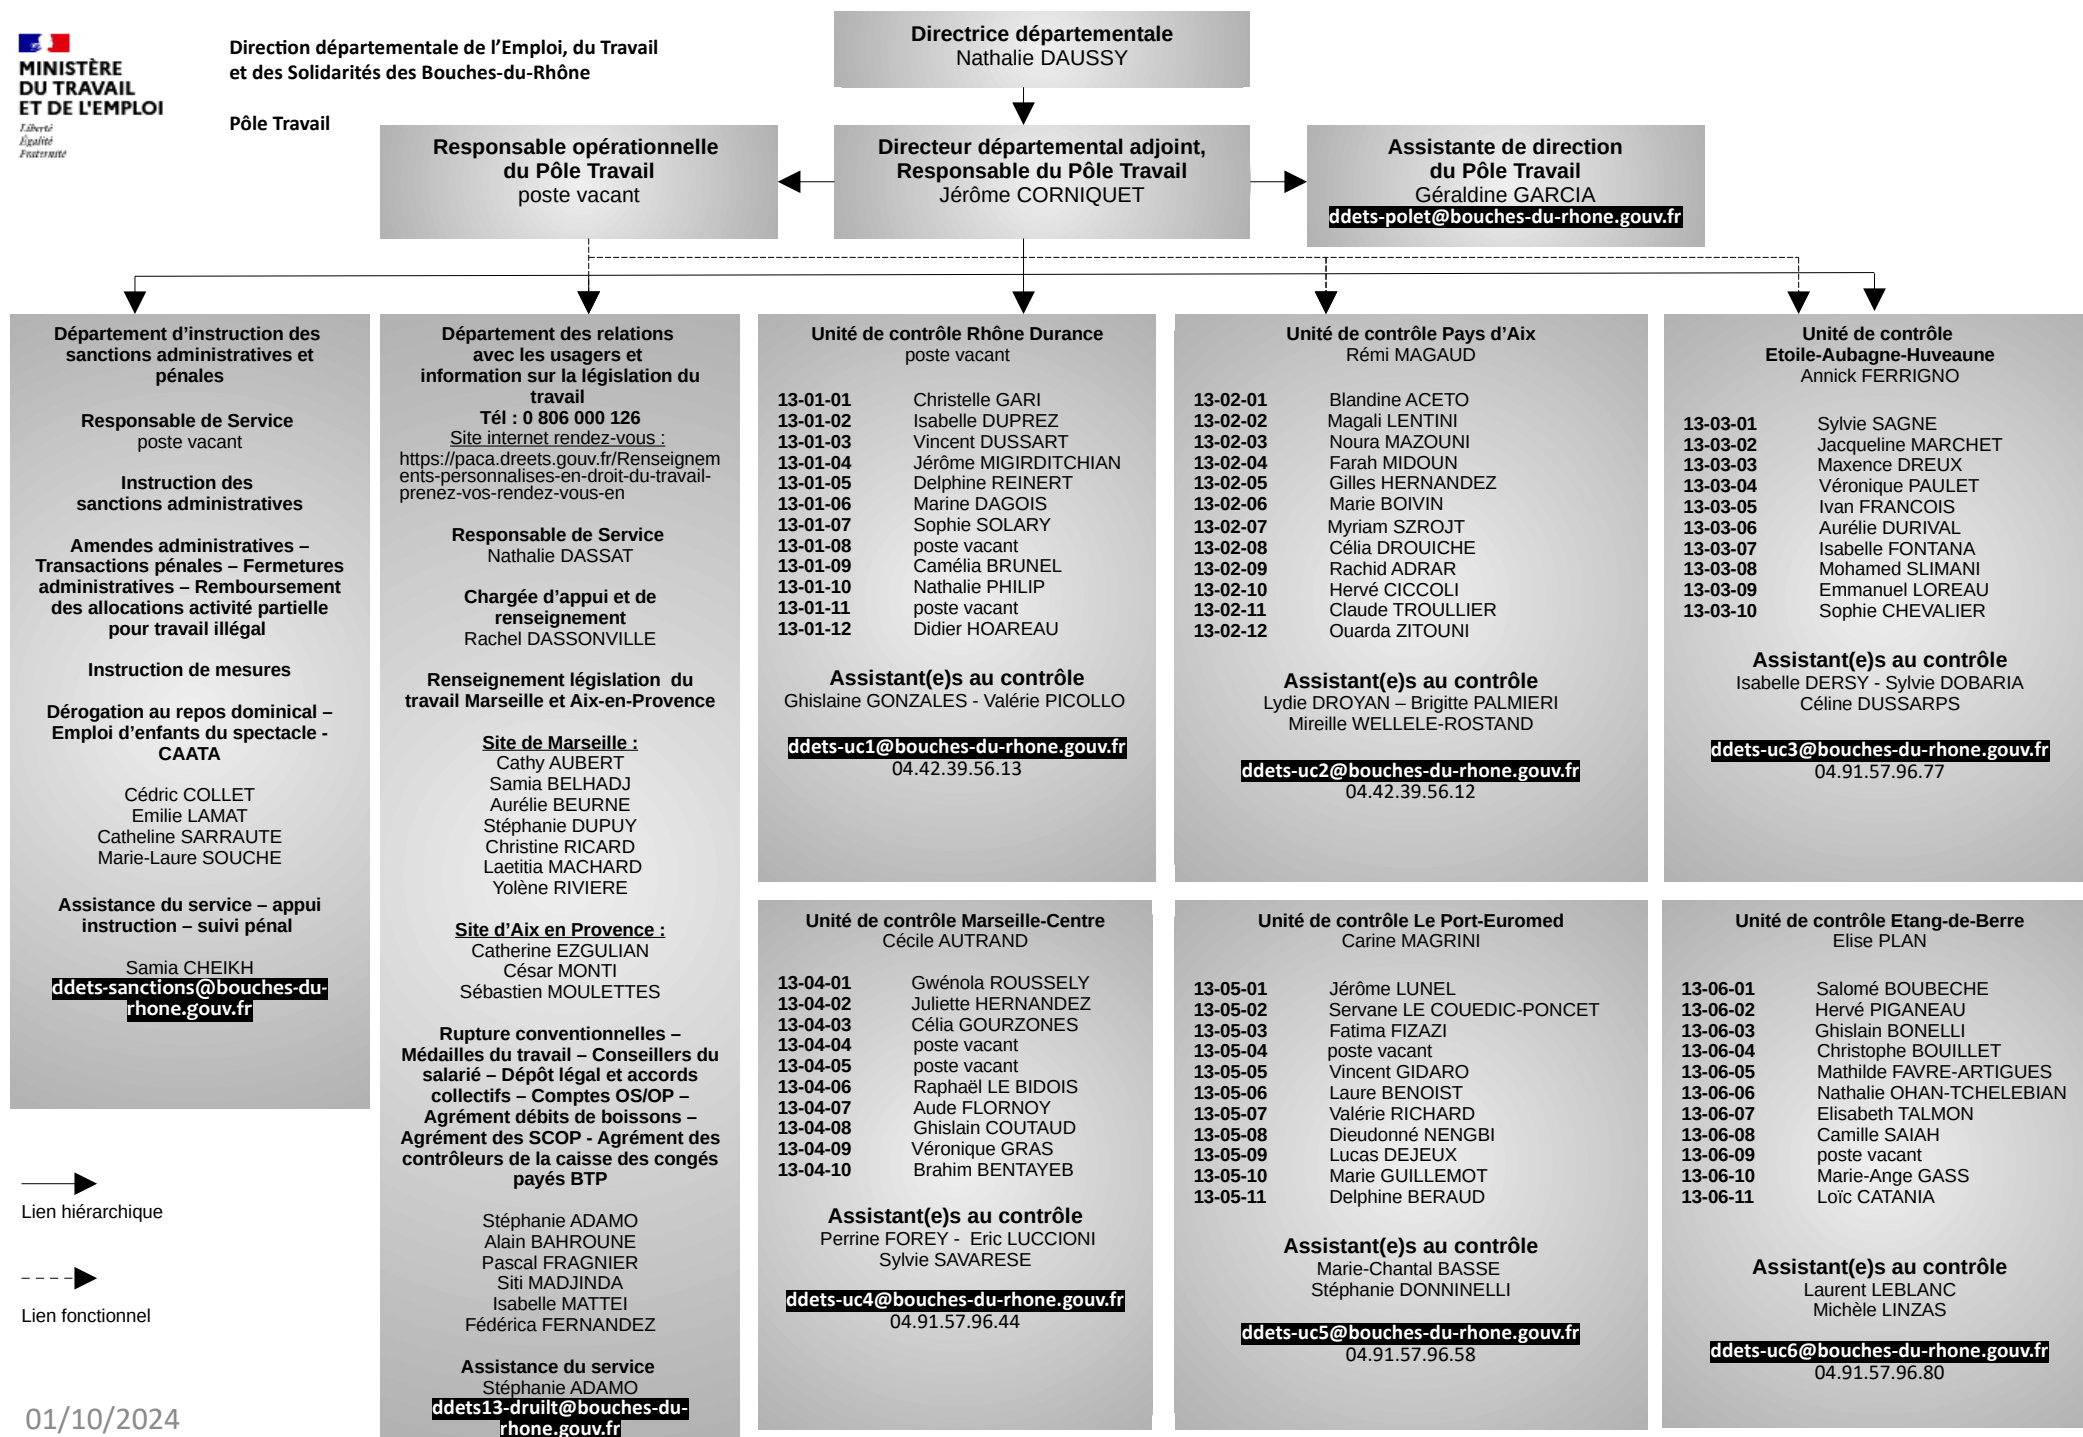 MINISTÈRE
DU TRAVAIL
ET DE L'EMPLOI
Liberté
Égalité
Fraternité
Direction départementale de l’Emploi, du Travail
et des Solidarités des Bouches-du-Rhône
Pôle Travail
Directrice départementale
Nathalie DAUSSY
Responsable opérationnelle
du Pôle Travail
poste vacant
Directeur départemental adjoint,
Responsable du Pôle Travail
Jérôme CORNIQUET
Assistante de direction
du Pôle Travail
Géraldine GARCIA
ddets-polet@bouches-du-rhone.gouv.fr
Département d’instruction des
sanctions administratives et
pénales
Responsable de Service
poste vacant
Instruction des
sanctions administratives
Amendes administratives –
Transactions pénales – Fermetures
administratives – Remboursement
des allocations activité partielle
pour travail illégal
Instruction de mesures
Dérogation au repos dominical –
Emploi d’enfants du spectacle -
CAATA
Cédric COLLET
Emilie LAMAT
Catheline SARRAUTE
Marie-Laure SOUCHE
Assistance du service – appui
instruction – suivi pénal
Samia CHEIKH
ddets-sanctions@bouches-du-
rhone.gouv.fr
Département des relations
avec les usagers et
information sur la législation du
travail
Tél : 0 806 000 126
Site internet rendez-vous :
https://paca.dreets.gouv.fr/Renseignem
ents-personnalises-en-droit-du-travail-
prenez-vos-rendez-vous-en
Responsable de Service
Nathalie DASSAT
Chargée d’appui et de
renseignement
Rachel DASSONVILLE
Renseignement législation du
travail Marseille et Aix-en-Provence
Site de Marseille :
Cathy AUBERT
Samia BELHADJ
Aurélie BEURNE
Stéphanie DUPUY
Christine RICARD
Laetitia MACHARD
Yolène RIVIERE
Site d’Aix en Provence :
Catherine EZGULIAN
César MONTI
Sébastien MOULETTES
Rupture conventionnelles –
Médailles du travail – Conseillers du
salarié – Dépôt légal et accords
collectifs – Comptes OS/OP –
Agrément débits de boissons –
Agrément des SCOP - Agrément des
contrôleurs de la caisse des congés
payés BTP
Stéphanie ADAMO
Alain BAHROUNE
Pascal FRAGNIER
Siti MADJINDA
Isabelle MATTEI
Fédérica FERNANDEZ
Assistance du service
Stéphanie ADAMO
ddets13-druilt@bouches-du-
rhone.gouv.fr
Unité de contrôle Rhône Durance
poste vacant
13-01-01 Christelle GARI
13-01-02 Isabelle DUPREZ
13-01-03 Vincent DUSSART
13-01-04 Jérôme MIGIRDITCHIAN
13-01-05 Delphine REINERT
13-01-06 Marine DAGOIS
13-01-07 Sophie SOLARY
13-01-08 poste vacant
13-01-09 Camélia BRUNEL
13-01-10 Nathalie PHILIP
13-01-11 poste vacant
13-01-12 Didier HOAREAU
Assistant(e)s au contrôle
Ghislaine GONZALES - Valérie PICOLLO
ddets-uc1@bouches-du-rhone.gouv.fr
04.42.39.56.13
Unité de contrôle Pays d’Aix
Rémi MAGAUD
13-02-01 Blandine ACETO
13-02-02 Magali LENTINI
13-02-03 Noura MAZOUNI
13-02-04 Farah MIDOUN
13-02-05 Gilles HERNANDEZ
13-02-06 Marie BOIVIN
13-02-07 Myriam SZROJT
13-02-08 Célia DROUICHE
13-02-09 Rachid ADRAR
13-02-10 Hervé CICCOLI
13-02-11 Claude TROULLIER
13-02-12 Ouarda ZITOUNI
Assistant(e)s au contrôle
Lydie DROYAN – Brigitte PALMIERI
Mireille WELLELE-ROSTAND
ddets-uc2@bouches-du-rhone.gouv.fr
04.42.39.56.12
Unité de contrôle
Etoile-Aubagne-Huveaune
Annick FERRIGNO
13-03-01 Sylvie SAGNE
13-03-02 Jacqueline MARCHET
13-03-03 Maxence DREUX
13-03-04 Véronique PAULET
13-03-05 Ivan FRANCOIS
13-03-06 Aurélie DURIVAL
13-03-07 Isabelle FONTANA
13-03-08 Mohamed SLIMANI
13-03-09 Emmanuel LOREAU
13-03-10 Sophie CHEVALIER
Assistant(e)s au contrôle
Isabelle DERSY - Sylvie DOBARIA
Céline DUSSARPS
ddets-uc3@bouches-du-rhone.gouv.fr
04.91.57.96.77
Unité de contrôle Marseille-Centre
Cécile AUTRAND
13-04-01 Gwénola ROUSSELY
13-04-02 Juliette HERNANDEZ
13-04-03 Célia GOURZONES
13-04-04 poste vacant
13-04-05 poste vacant
13-04-06 Raphaël LE BIDOIS
13-04-07 Aude FLORNOY
13-04-08 Ghislain COUTAUD
13-04-09 Véronique GRAS
13-04-10 Brahim BENTAYEB
Assistant(e)s au contrôle
Perrine FOREY - Eric LUCCIONI
Sylvie SAVARESE
ddets-uc4@bouches-du-rhone.gouv.fr
04.91.57.96.44
Unité de contrôle Le Port-Euromed
Carine MAGRINI
13-05-01 Jérôme LUNEL
13-05-02 Servane LE COUEDIC-PONCET
13-05-03 Fatima FIZAZI
13-05-04 poste vacant
13-05-05 Vincent GIDARO
13-05-06 Laure BENOIST
13-05-07 Valérie RICHARD
13-05-08 Dieudonné NENGBI
13-05-09 Lucas DEJEUX
13-05-10 Marie GUILLEMOT
13-05-11 Delphine BERAUD
Assistant(e)s au contrôle
Marie-Chantal BASSE
Stéphanie DONNINELLI
ddets-uc5@bouches-du-rhone.gouv.fr
04.91.57.96.58
Unité de contrôle Etang-de-Berre
Elise PLAN
13-06-01 Salomé BOUBECHE
13-06-02 Hervé PIGANEAU
13-06-03 Ghislain BONELLI
13-06-04 Christophe BOUILLET
13-06-05 Mathilde FAVRE-ARTIGUES
13-06-06 Nathalie OHAN-TCHELEBIAN
13-06-07 Elisabeth TALMON
13-06-08 Camille SAIAH
13-06-09 poste vacant
13-06-10 Marie-Ange GASS
13-06-11 Loïc CATANIA
Assistant(e)s au contrôle
Laurent LEBLANC
Michèle LINZAS
ddets-uc6@bouches-du-rhone.gouv.fr
04.91.57.96.80
Lien hiérarchique
Lien fonctionnel
01/10/2024